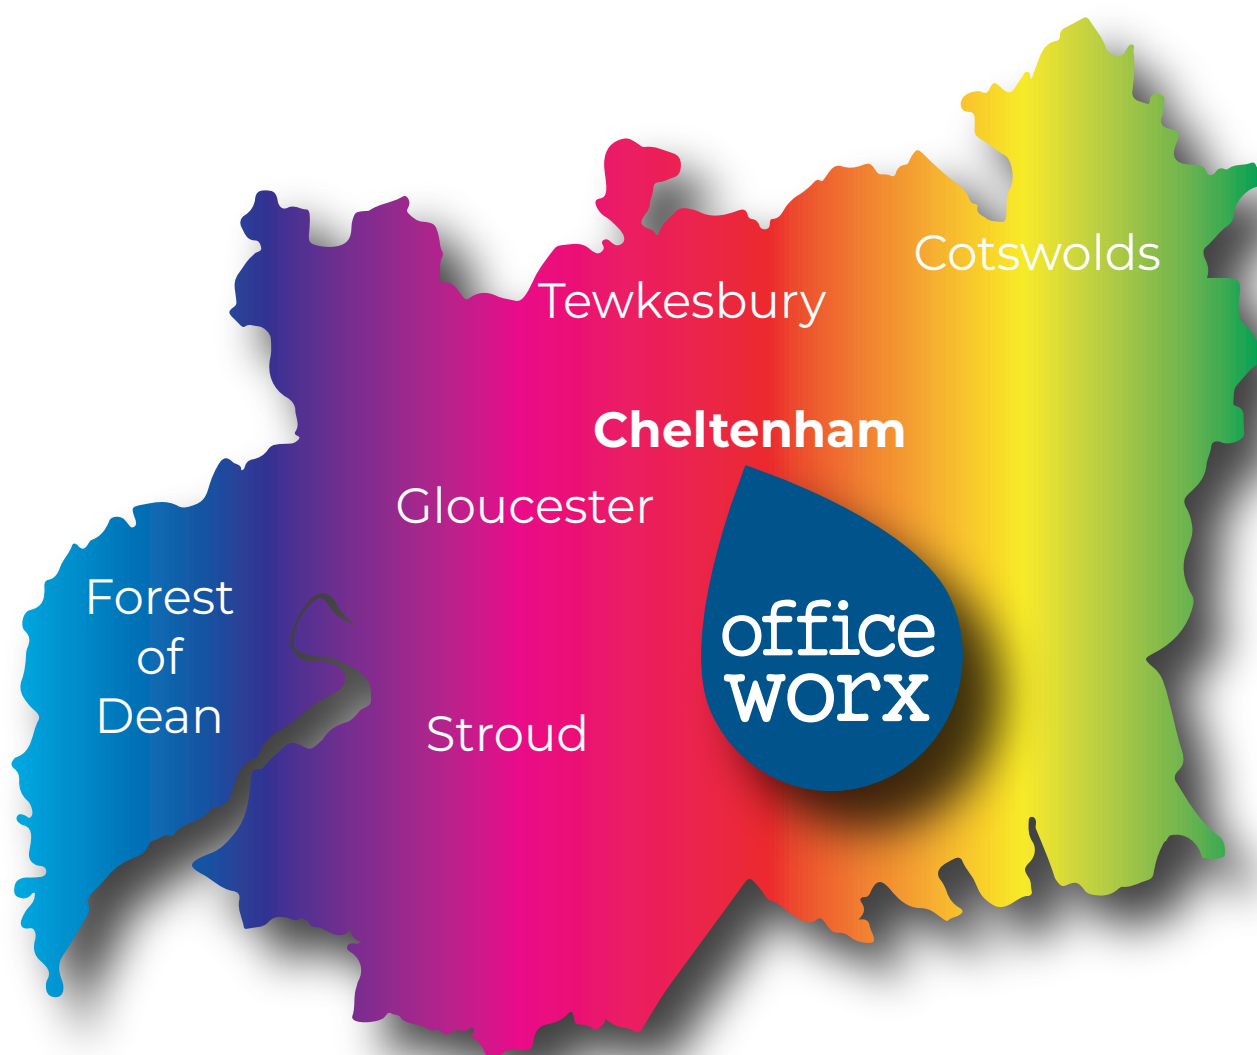 Cotswolds
Tewkesbury
Cheltenham
Gloucester
Forest
of
Dean
Stroud
office
worx